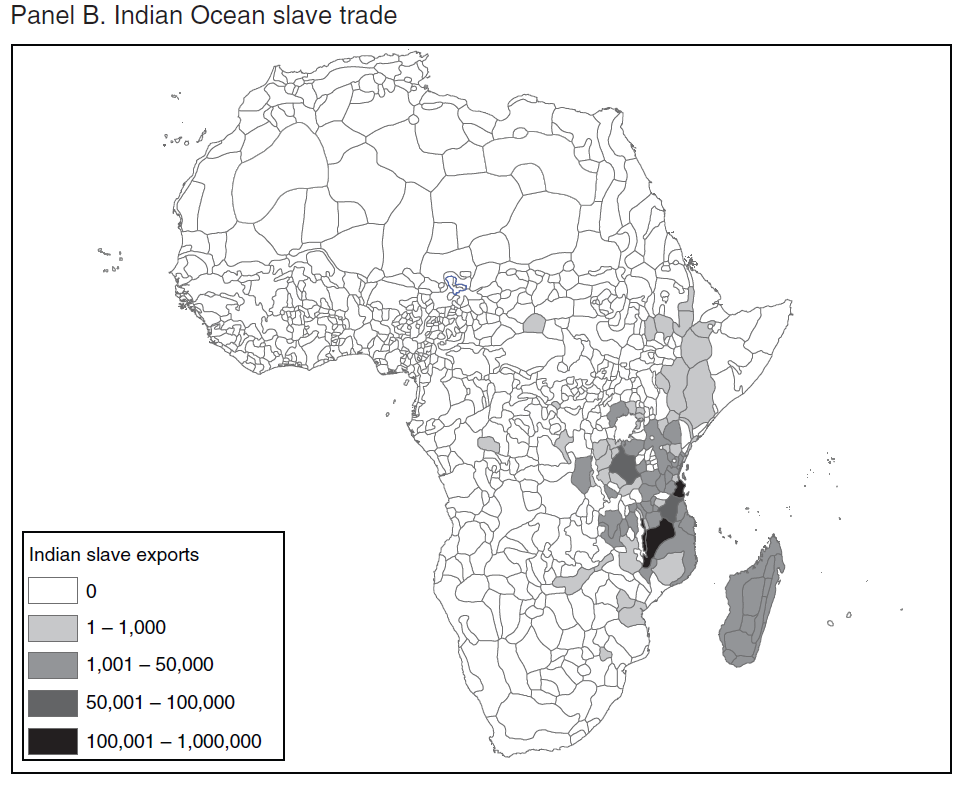 Panel B. Indian Ocean slave trade
Indian slave exports
0
1 – 1,000
1,001 – 50,000
50,001 – 100,000
100,001 – 1,000,000